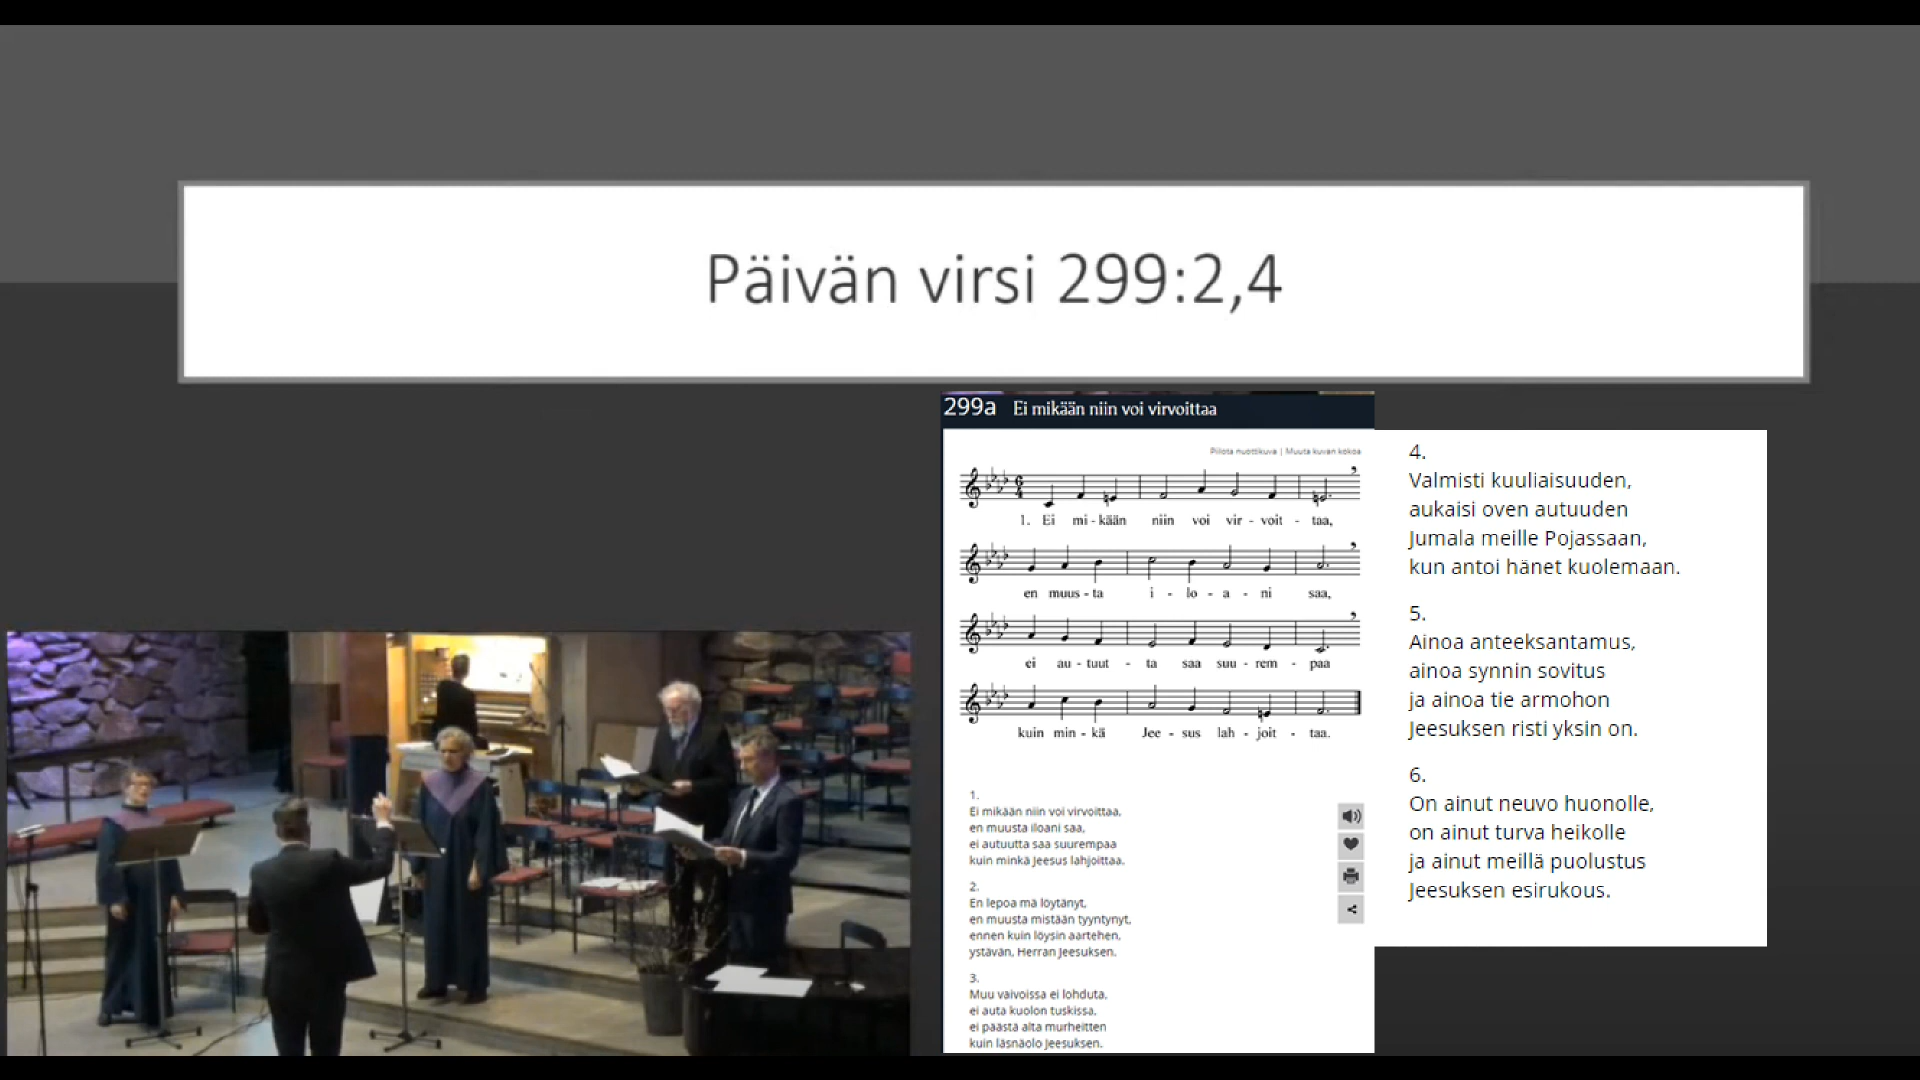 Päivän virsi 299:2,4
299a Ei mikään niin voi virvoittaa
Piilota nuottikuva | Muuta kuvan kokoa
1. Ei mi - kään niin voi vir - voit - taa,
en muus - ta i - lo - a - ni saa,
ei au - tuut - ta saa suu - rem - paa
kuin min - kä Jee - sus lah - joit - taa.
1.
Ei mikään niin voi virvoittaa,
en muusta iloani saa,
ei autuutta saa suurempaa
kuin minkä Jeesus lahjoittaa.
2.
En lepoa mä löytänyt,
en muusta mistään tyyntynyt,
ennen kuin löysin aartehen,
ystävän, Herran Jeesuksen.
3.
Muu vaivoissa ei lohduta,
ei auta kuolon tuskissa,
ei päästä alta murheitten
kuin läsnäolo Jeesuksen.
4.
Valmisti kuuliaisuuden,
aukaisi oven autuuden
Jumala meille Pojassaan,
kun antoi hänet kuolemaan.
5.
Ainoa anteeksantamus,
ainoa synnin sovitus
ja ainoa tie armohon
Jeesuksen risti yksin on.
6.
On ainut neuvo huonolle,
on ainut turva heikolle
ja ainut meillä puolustus
Jeesuksen esirukous.